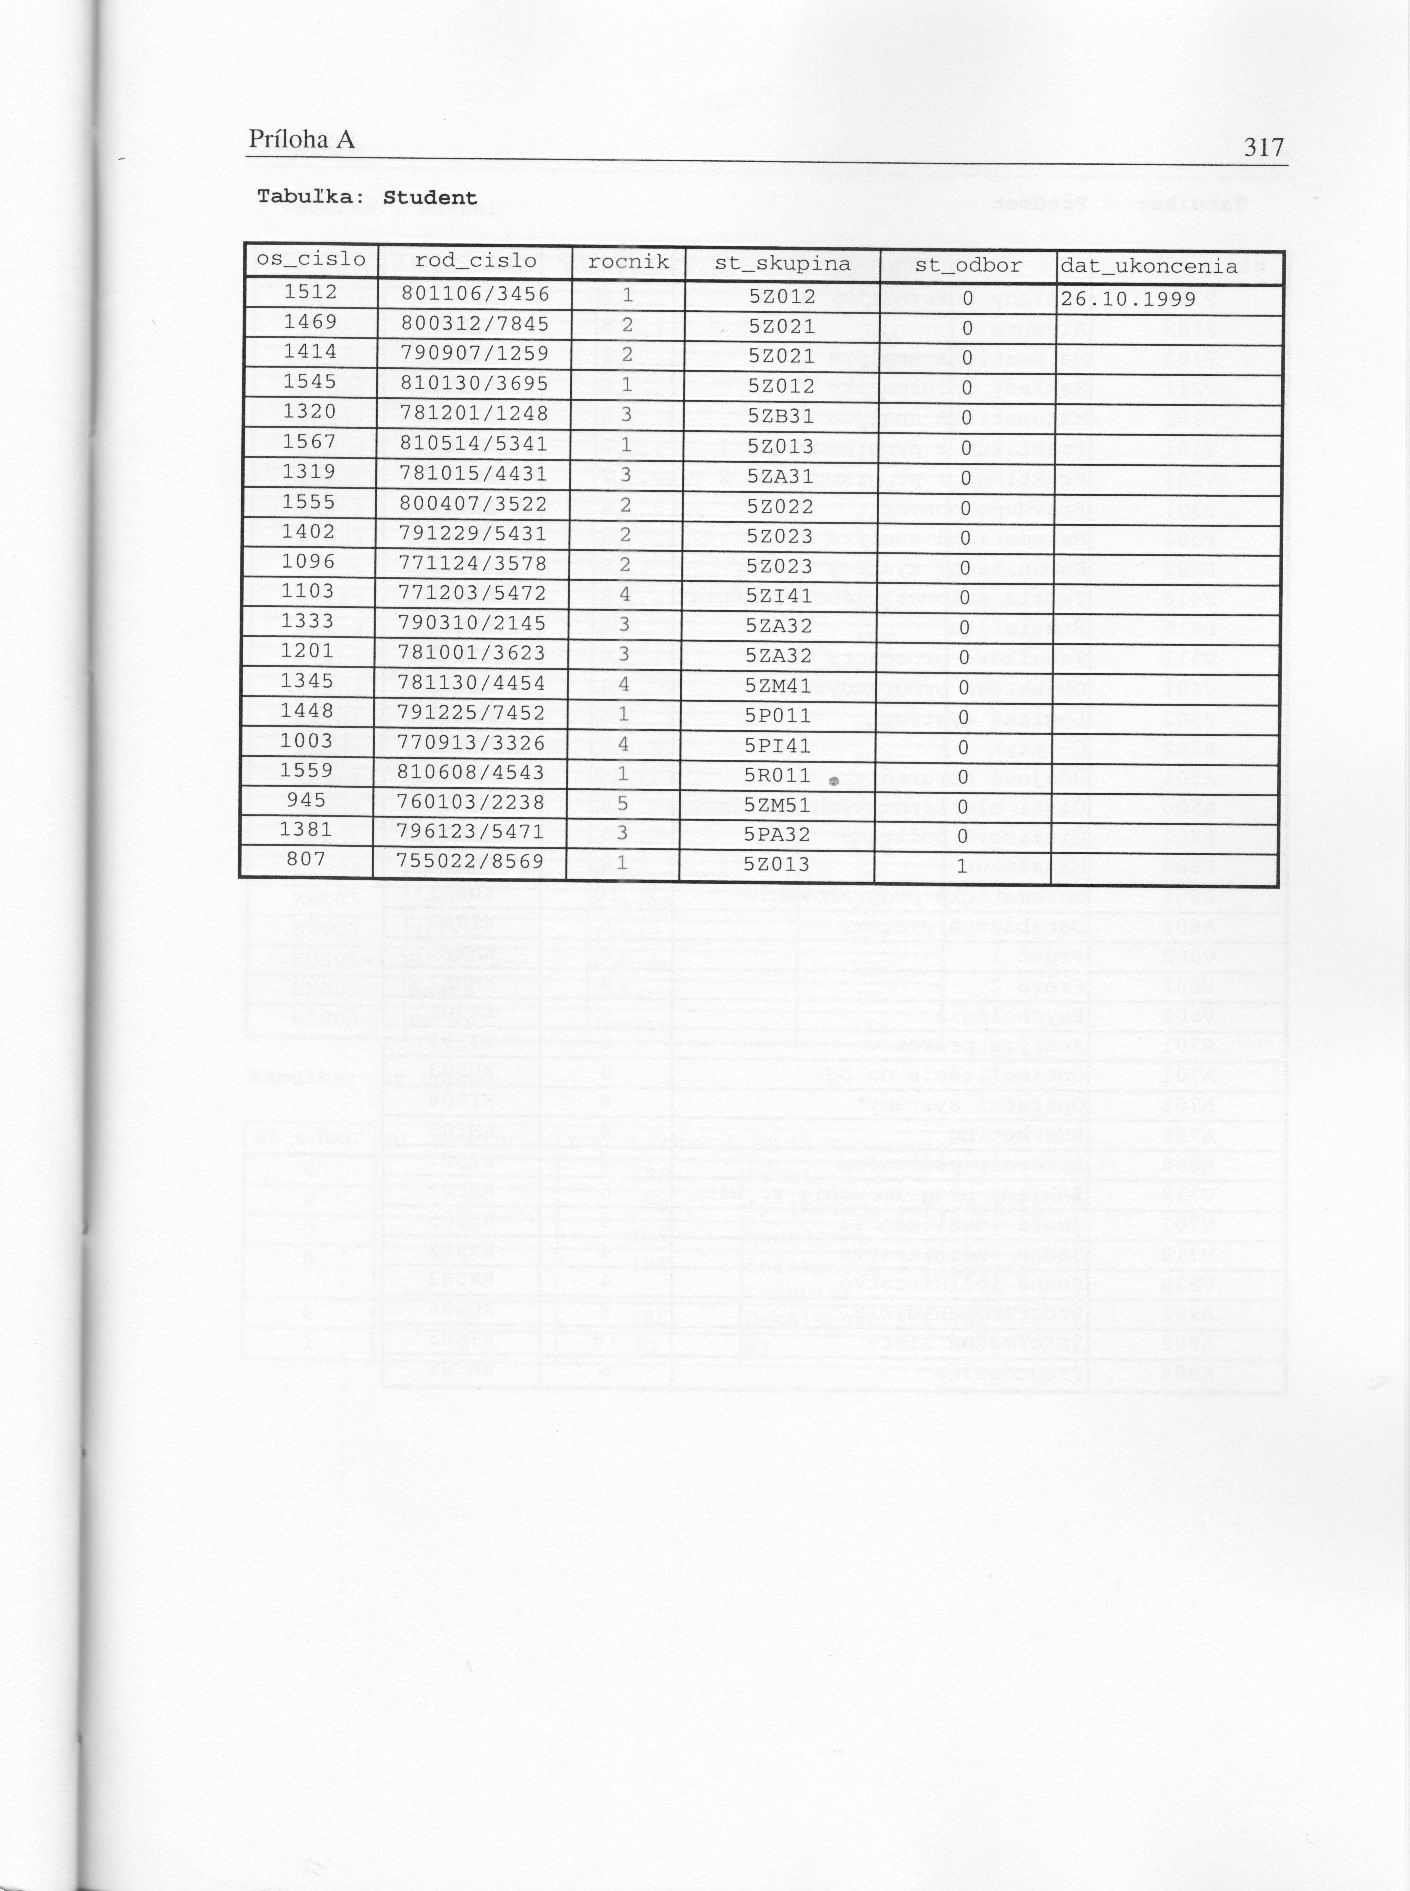 Príloha A 317
Tabuľka: Student
os_cislo rod_cislo rocnik st_skupina st_odbor dat_ukoncenia
1512 801106/3456 1 5Z012 0 26.10.1999
1469 800312/7845 2 5Z021 0
1414 790907/1259 2 5Z021 0
1545 810130/3695 1 5Z012 0
1320 781201/1248 3 5ZB31 0
1567 810514/5341 1 5Z013 0
1319 781015/4431 3 5ZA31 0
1555 800407/3522 2 5Z022 0
1402 791229/5431 2 5Z023 0
1096 771124/3578 2 5Z023 0
1103 771203/5472 4 5ZI41 0
1333 790310/2145 3 5ZA32 0
1201 781001/3623 3 5ZA32 0
1345 781130/4454 4 5ZM41 0
1448 791225/7452 1 5P011 0
1003 770913/3326 4 5PI41 0
1559 810608/4543 1 5R011 0
945 760103/2238 5 5ZM51 0
1381 796123/5471 3 5PA32 0
807 755022/8569 1 5Z013 1